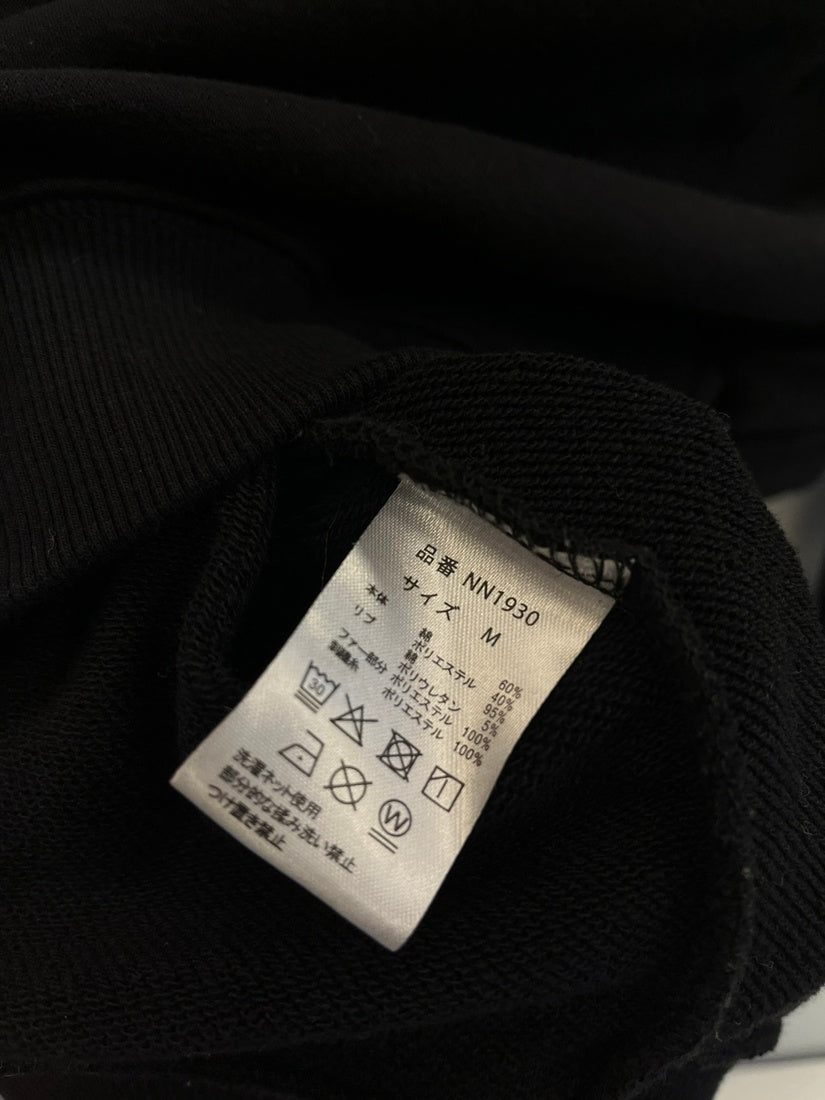 品番 NN1930
サイズ M
本体 綿 60%
ポリエステル 40%
リブ 綿 95%
ポリウレタン 5%
ファー部分 ポリエステル 100%
刺繍糸 ポリエステル 100%
30
W
洗濯ネット使用
部分的な揉み洗い禁止
つけ置き禁止